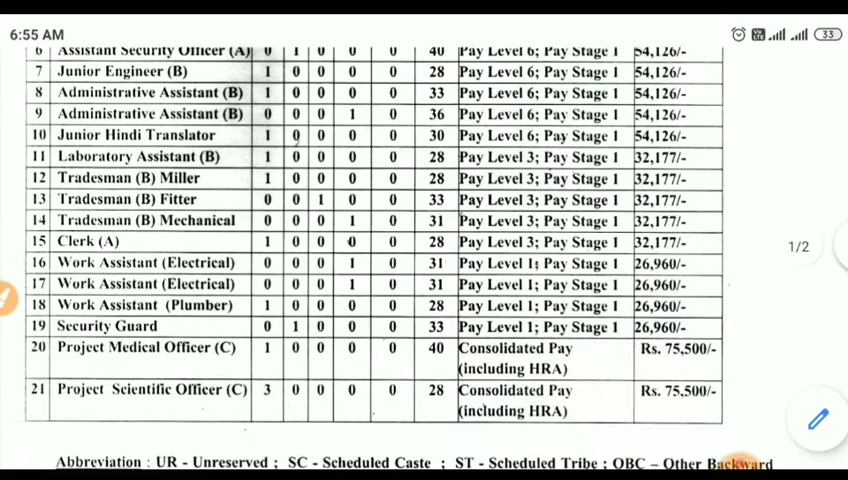 6:55 AM 33
6 Assistant Security Officer (A) 0 1 0 0 0 40 Pay Level 6; Pay Stage 1 54,126/-
7 Junior Engineer (B) 1 0 0 0 0 28 Pay Level 6; Pay Stage 1 54,126/-
8 Administrative Assistant (B) 1 0 0 0 0 33 Pay Level 6; Pay Stage 1 54,126/-
9 Administrative Assistant (B) 0 0 0 1 0 36 Pay Level 6; Pay Stage 1 54,126/-
10 Junior Hindi Translator 1 0 0 0 0 30 Pay Level 6; Pay Stage 1 54,126/-
11 Laboratory Assistant (B) 1 0 0 0 0 28 Pay Level 3; Pay Stage 1 32,177/-
12 Tradesman (B) Miller 1 0 0 0 0 28 Pay Level 3; Pay Stage 1 32,177/-
13 Tradesman (B) Fitter 0 0 1 0 0 33 Pay Level 3; Pay Stage 1 32,177/-
14 Tradesman (B) Mechanical 0 0 0 1 0 31 Pay Level 3; Pay Stage 1 32,177/-
15 Clerk (A) 1 0 0 0 0 28 Pay Level 3; Pay Stage 1 32,177/-
1/2
16 Work Assistant (Electrical) 0 0 0 1 0 31 Pay Level 1; Pay Stage 1 26,960/-
17 Work Assistant (Electrical) 0 0 0 1 0 31 Pay Level 1; Pay Stage 1 26,960/-
18 Work Assistant (Plumber) 1 0 0 0 0 28 Pay Level 1; Pay Stage 1 26,960/-
19 Security Guard 0 1 0 0 0 33 Pay Level 1; Pay Stage 1 26,960/-
20 Project Medical Officer (C) 1 0 0 0 0 40 Consolidated Pay Rs. 75,500/-
(including HRA)
21 Project Scientific Officer (C) 3 0 0 0 0 28 Consolidated Pay Rs. 75,500/-
(including HRA)
Abbreviation : UR - Unreserved ; SC - Scheduled Caste ; ST - Scheduled Tribe ; OBC – Other Backward